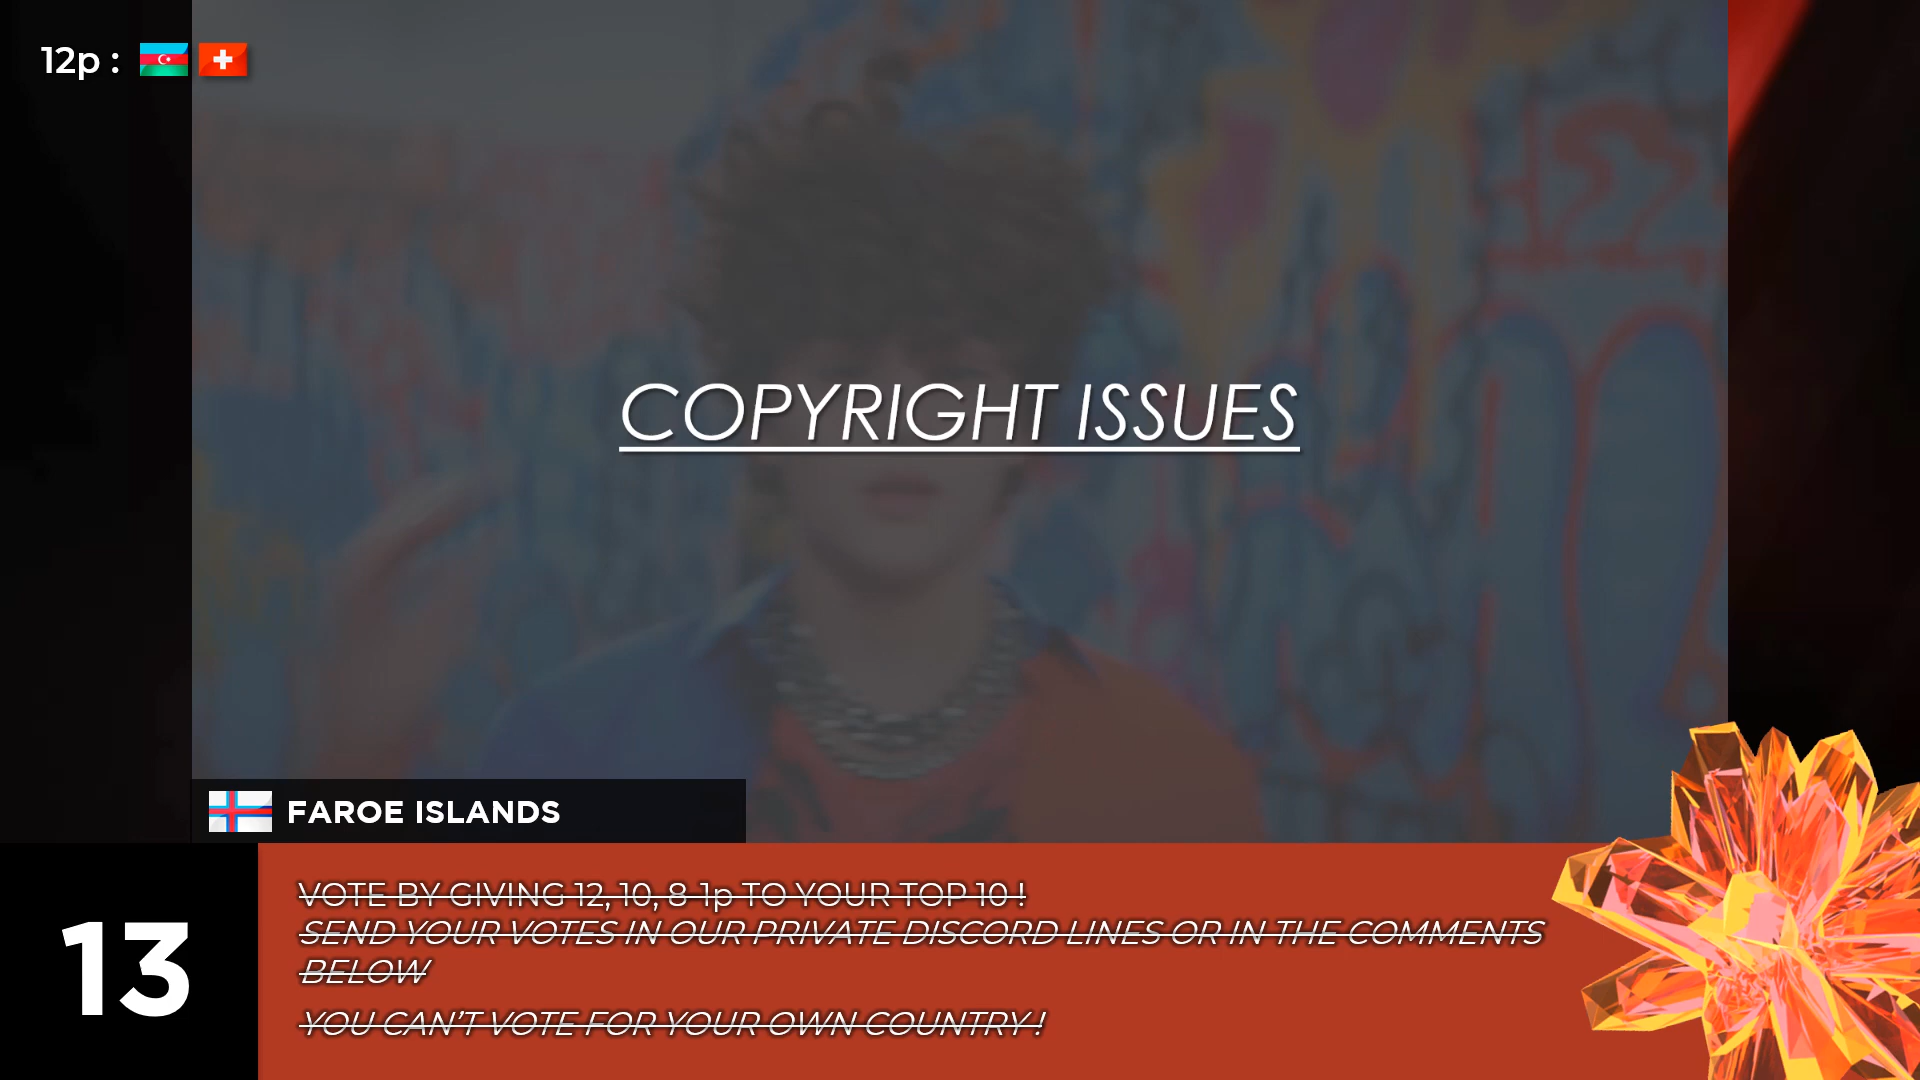 12p :
COPYRIGHT ISSUES
FAROE ISLANDS
13
VOTE BY GIVING 12, 10, 8-1p TO YOUR TOP 10 !
SEND YOUR VOTES IN OUR PRIVATE DISCORD LINES OR IN THE COMMENTS
BELOW
YOU CAN'T VOTE FOR YOUR OWN COUNTRY !